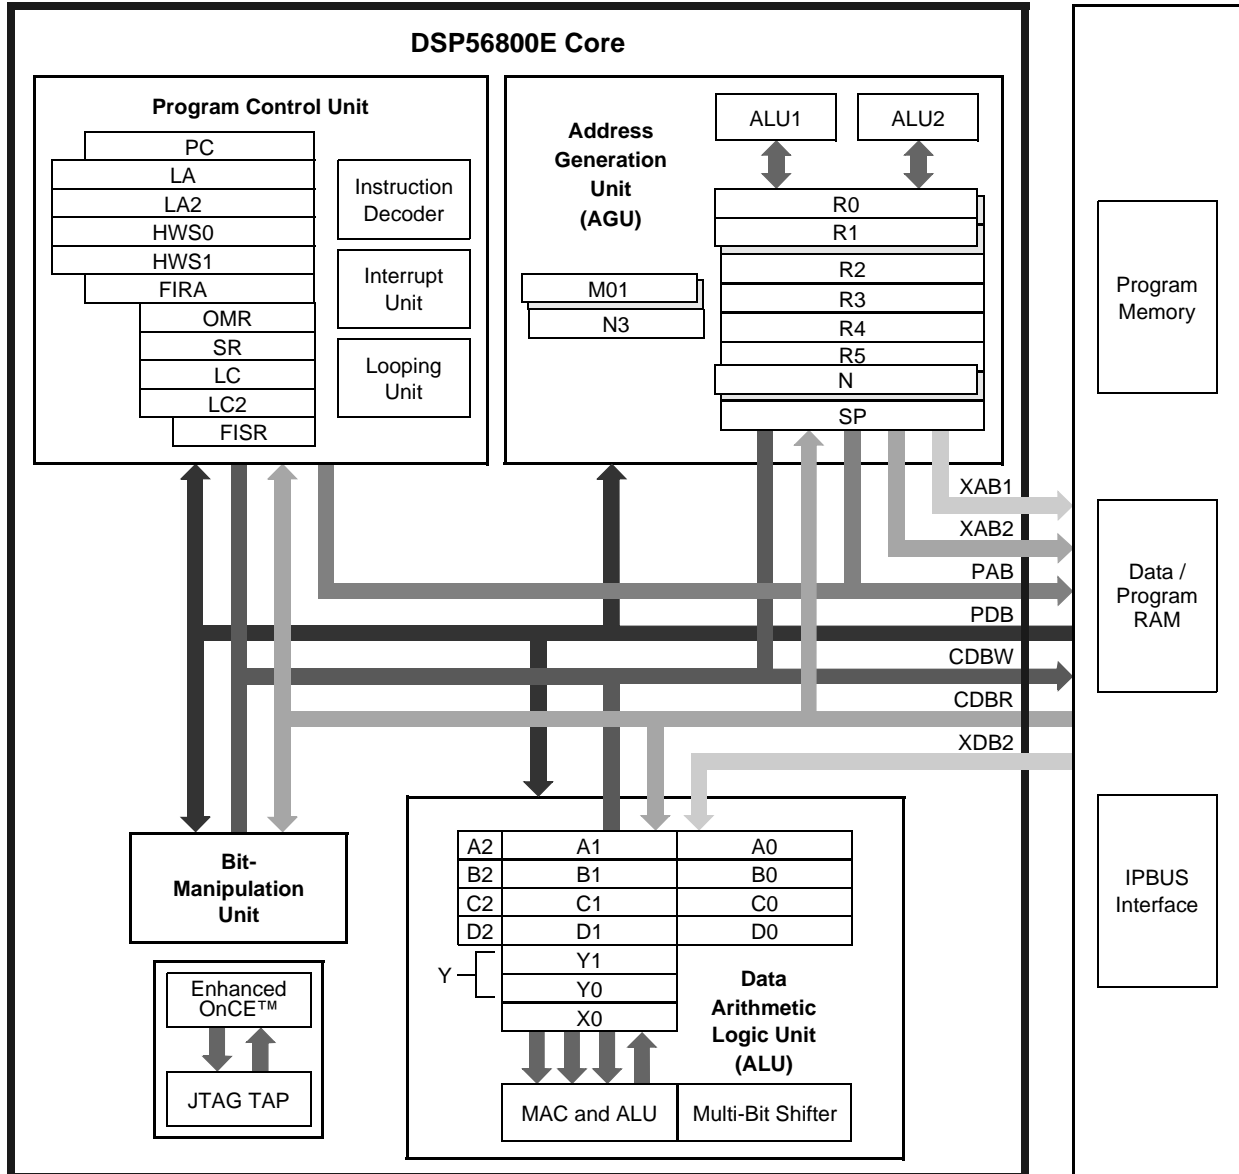 DSP56800E Core
Program Control Unit
PC
LA
LA2
HWS0
HWS1
FIRA
OMR
SR
LC
LC2
FISR
Instruction
Decoder
Interrupt
Unit
Looping
Unit
Address
Generation
Unit
(AGU)
ALU1
ALU2
R0
R1
R2
R3
R4
R5
N
SP
M01
N3
XAB1
XAB2
PAB
PDB
CDBW
CDBR
XDB2
Program
Memory
Data /
Program
RAM
IPBUS
Interface
Bit-
Manipulation
Unit
Enhanced
OnCE™
JTAG TAP
A2 A1 A0
B2 B1 B0
C2 C1 C0
D2 D1 D0
Y
Y1
Y0
X0
Data
Arithmetic
Logic Unit
(ALU)
MAC and ALU
Multi-Bit Shifter